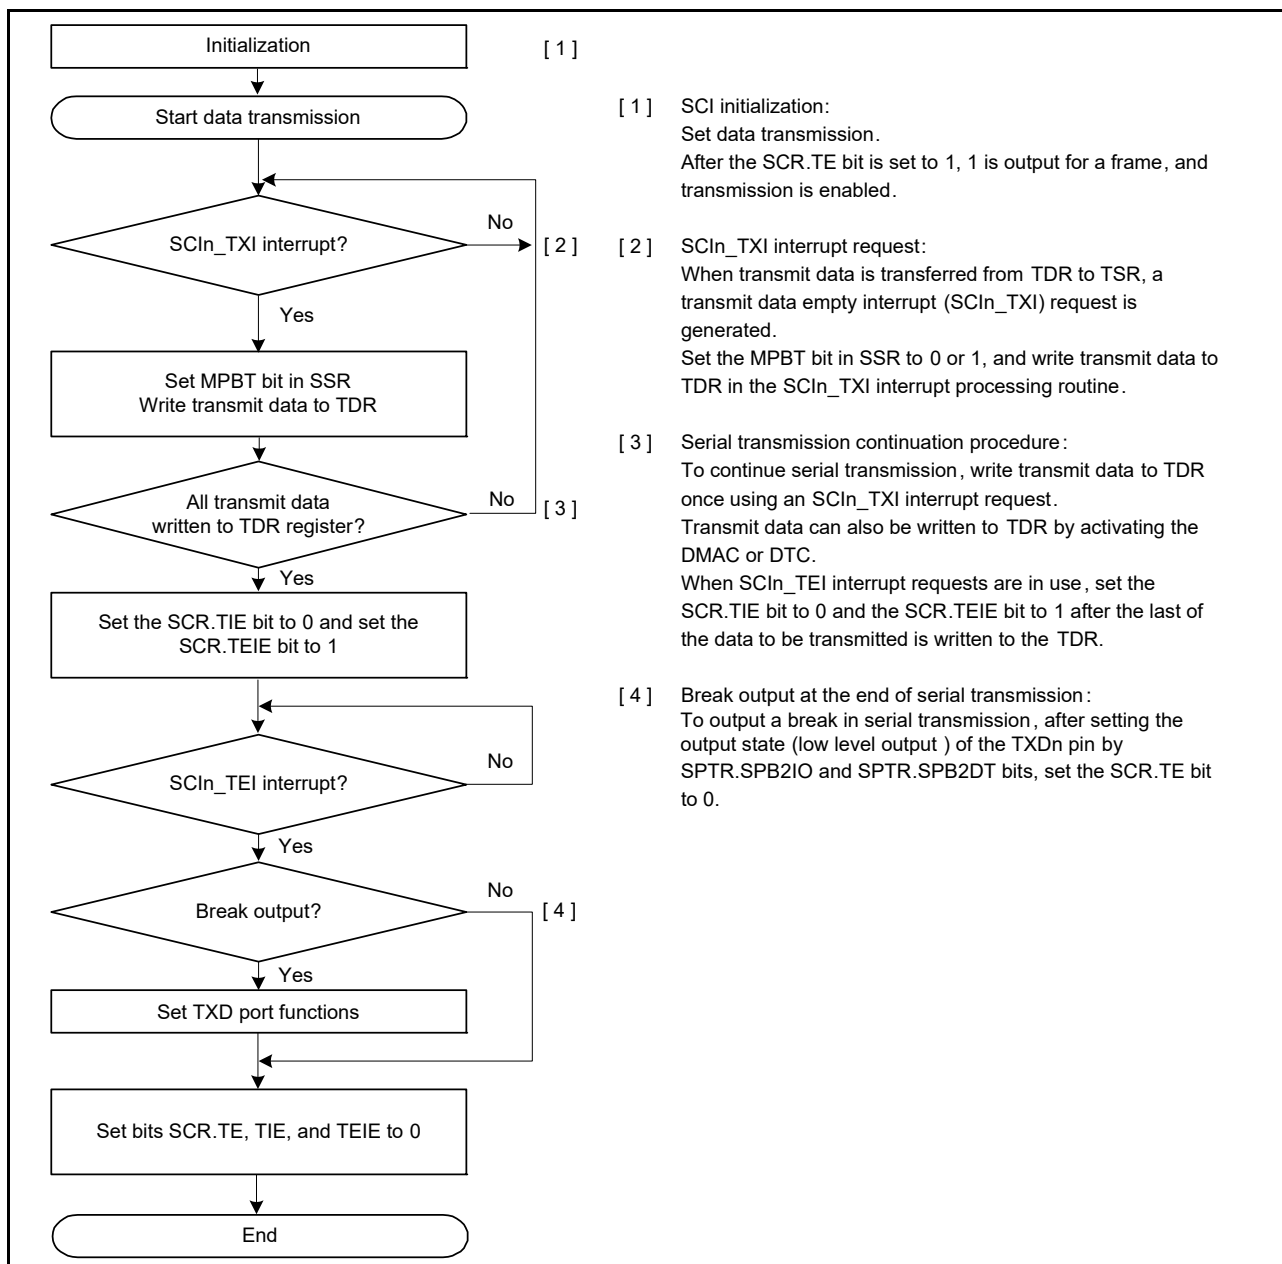 Initialization
[ 1 ]
Start data transmission
SCIn_TXI interrupt?
No
[ 2 ]
Yes
Set MPBT bit in SSR
Write transmit data to TDR
All transmit data
written to TDR register?
No
[ 3 ]
Yes
Set the SCR.TIE bit to 0 and set the
SCR.TEIE bit to 1
SCIn_TEI interrupt?
No
Yes
Break output?
No
[ 4 ]
Yes
Set TXD port functions
Set bits SCR.TE, TIE, and TEIE to 0
End
[ 1 ] SCI initialization:
Set data transmission.
After the SCR.TE bit is set to 1, 1 is output for a frame, and
transmission is enabled.
[ 2 ] SCIn_TXI interrupt request:
When transmit data is transferred from TDR to TSR, a
transmit data empty interrupt (SCIn_TXI) request is
generated.
Set the MPBT bit in SSR to 0 or 1, and write transmit data to
TDR in the SCIn_TXI interrupt processing routine.
[ 3 ] Serial transmission continuation procedure:
To continue serial transmission, write transmit data to TDR
once using an SCIn_TXI interrupt request.
Transmit data can also be written to TDR by activating the
DMAC or DTC.
When SCIn_TEI interrupt requests are in use, set the
SCR.TIE bit to 0 and the SCR.TEIE bit to 1 after the last of
the data to be transmitted is written to the TDR.
[ 4 ] Break output at the end of serial transmission:
To output a break in serial transmission, after setting the
output state (low level output ) of the TXDn pin by
SPTR.SPB2IO and SPTR.SPB2DT bits, set the SCR.TE bit
to 0.